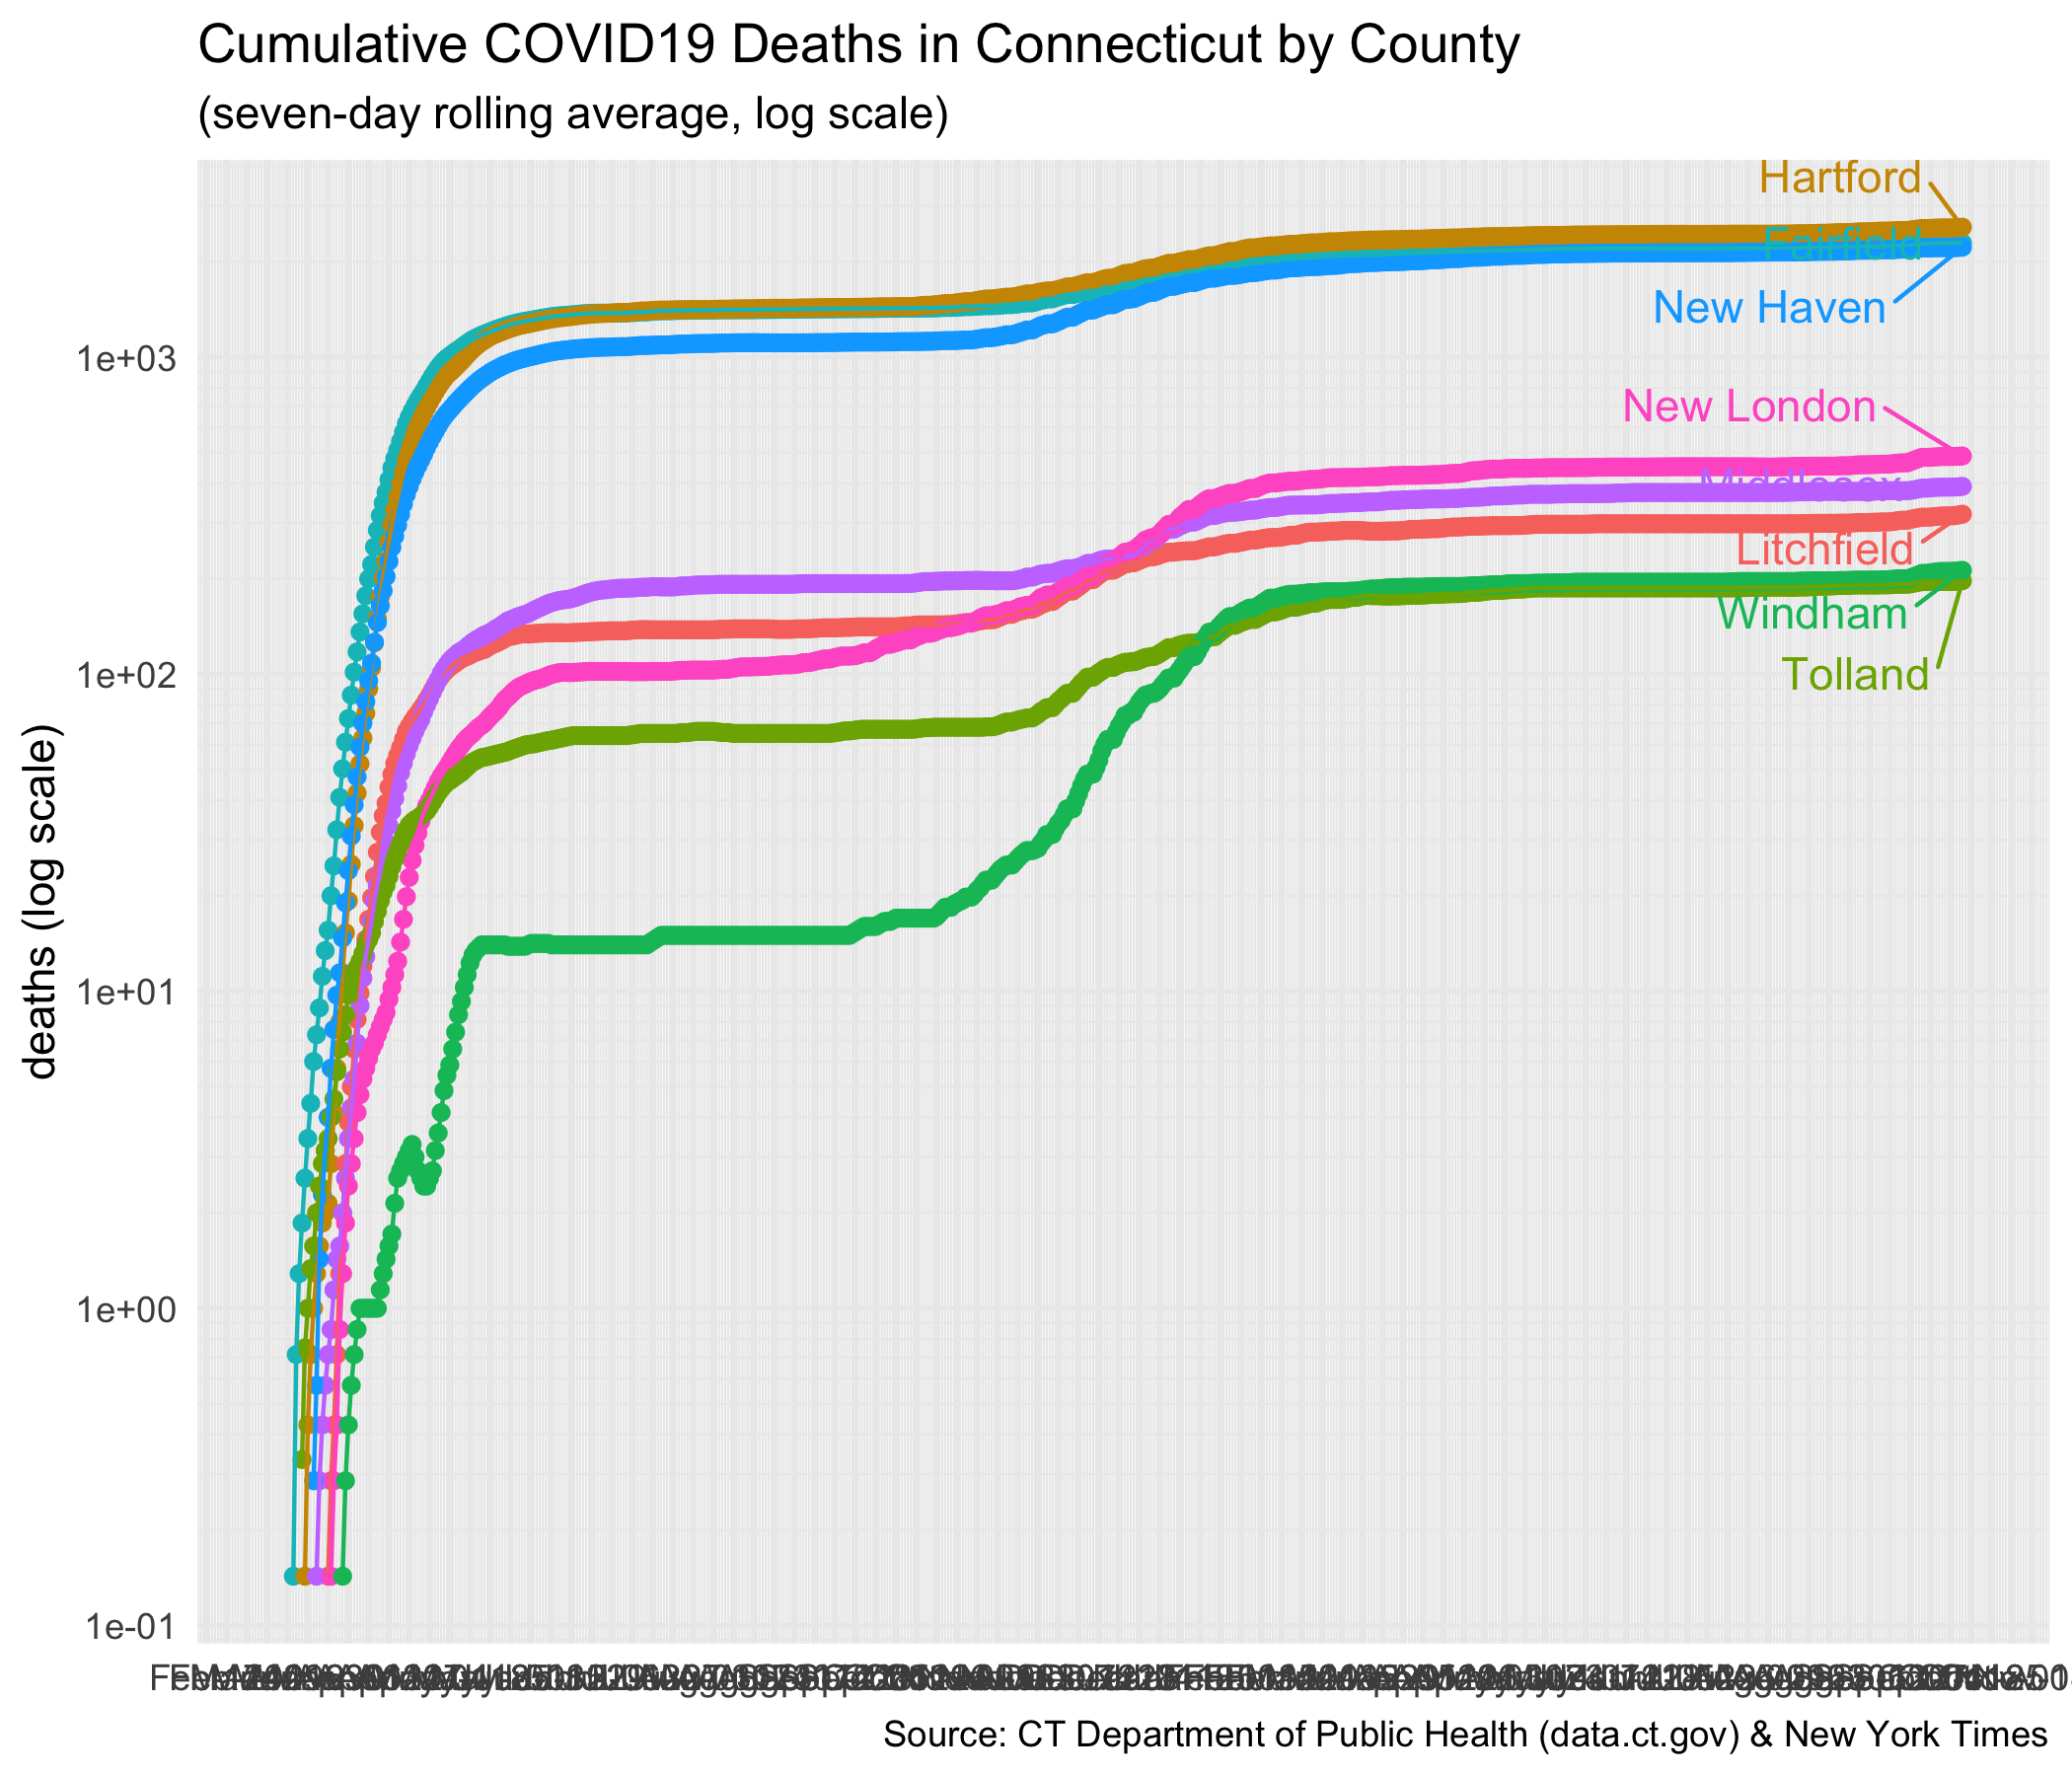 Cumulative COVID19 Deaths in Connecticut by County
(seven-day rolling average, log scale)
Hartford
Fairfield
New Haven
1e+03
New London
Middlesex
Litchfield
Windham
1e+02
Tolland
deaths (log scale)
1e+01
1e+00
1e-01
Source: CT Department of Public Health (data.ct.gov) & New York Times